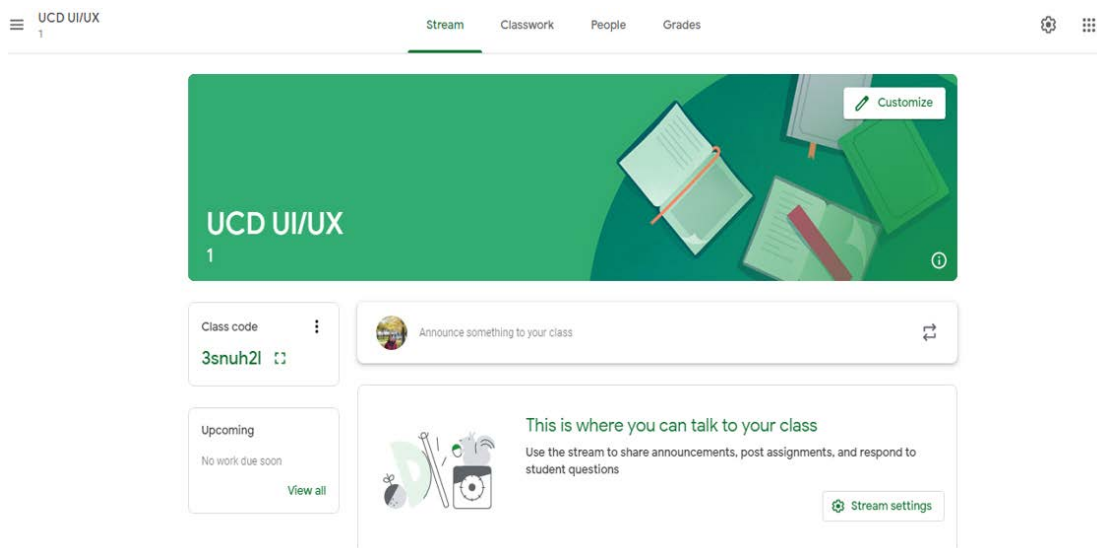 UCD UI/UX
1
Stream
Classwork
People
Grades
Customize
UCD UI/UX
1
Class code
3snuh2l
Announce something to your class
Upcoming
No work due soon
View all
This is where you can talk to your class
Use the stream to share announcements, post assignments, and respond to
student questions
Stream settings